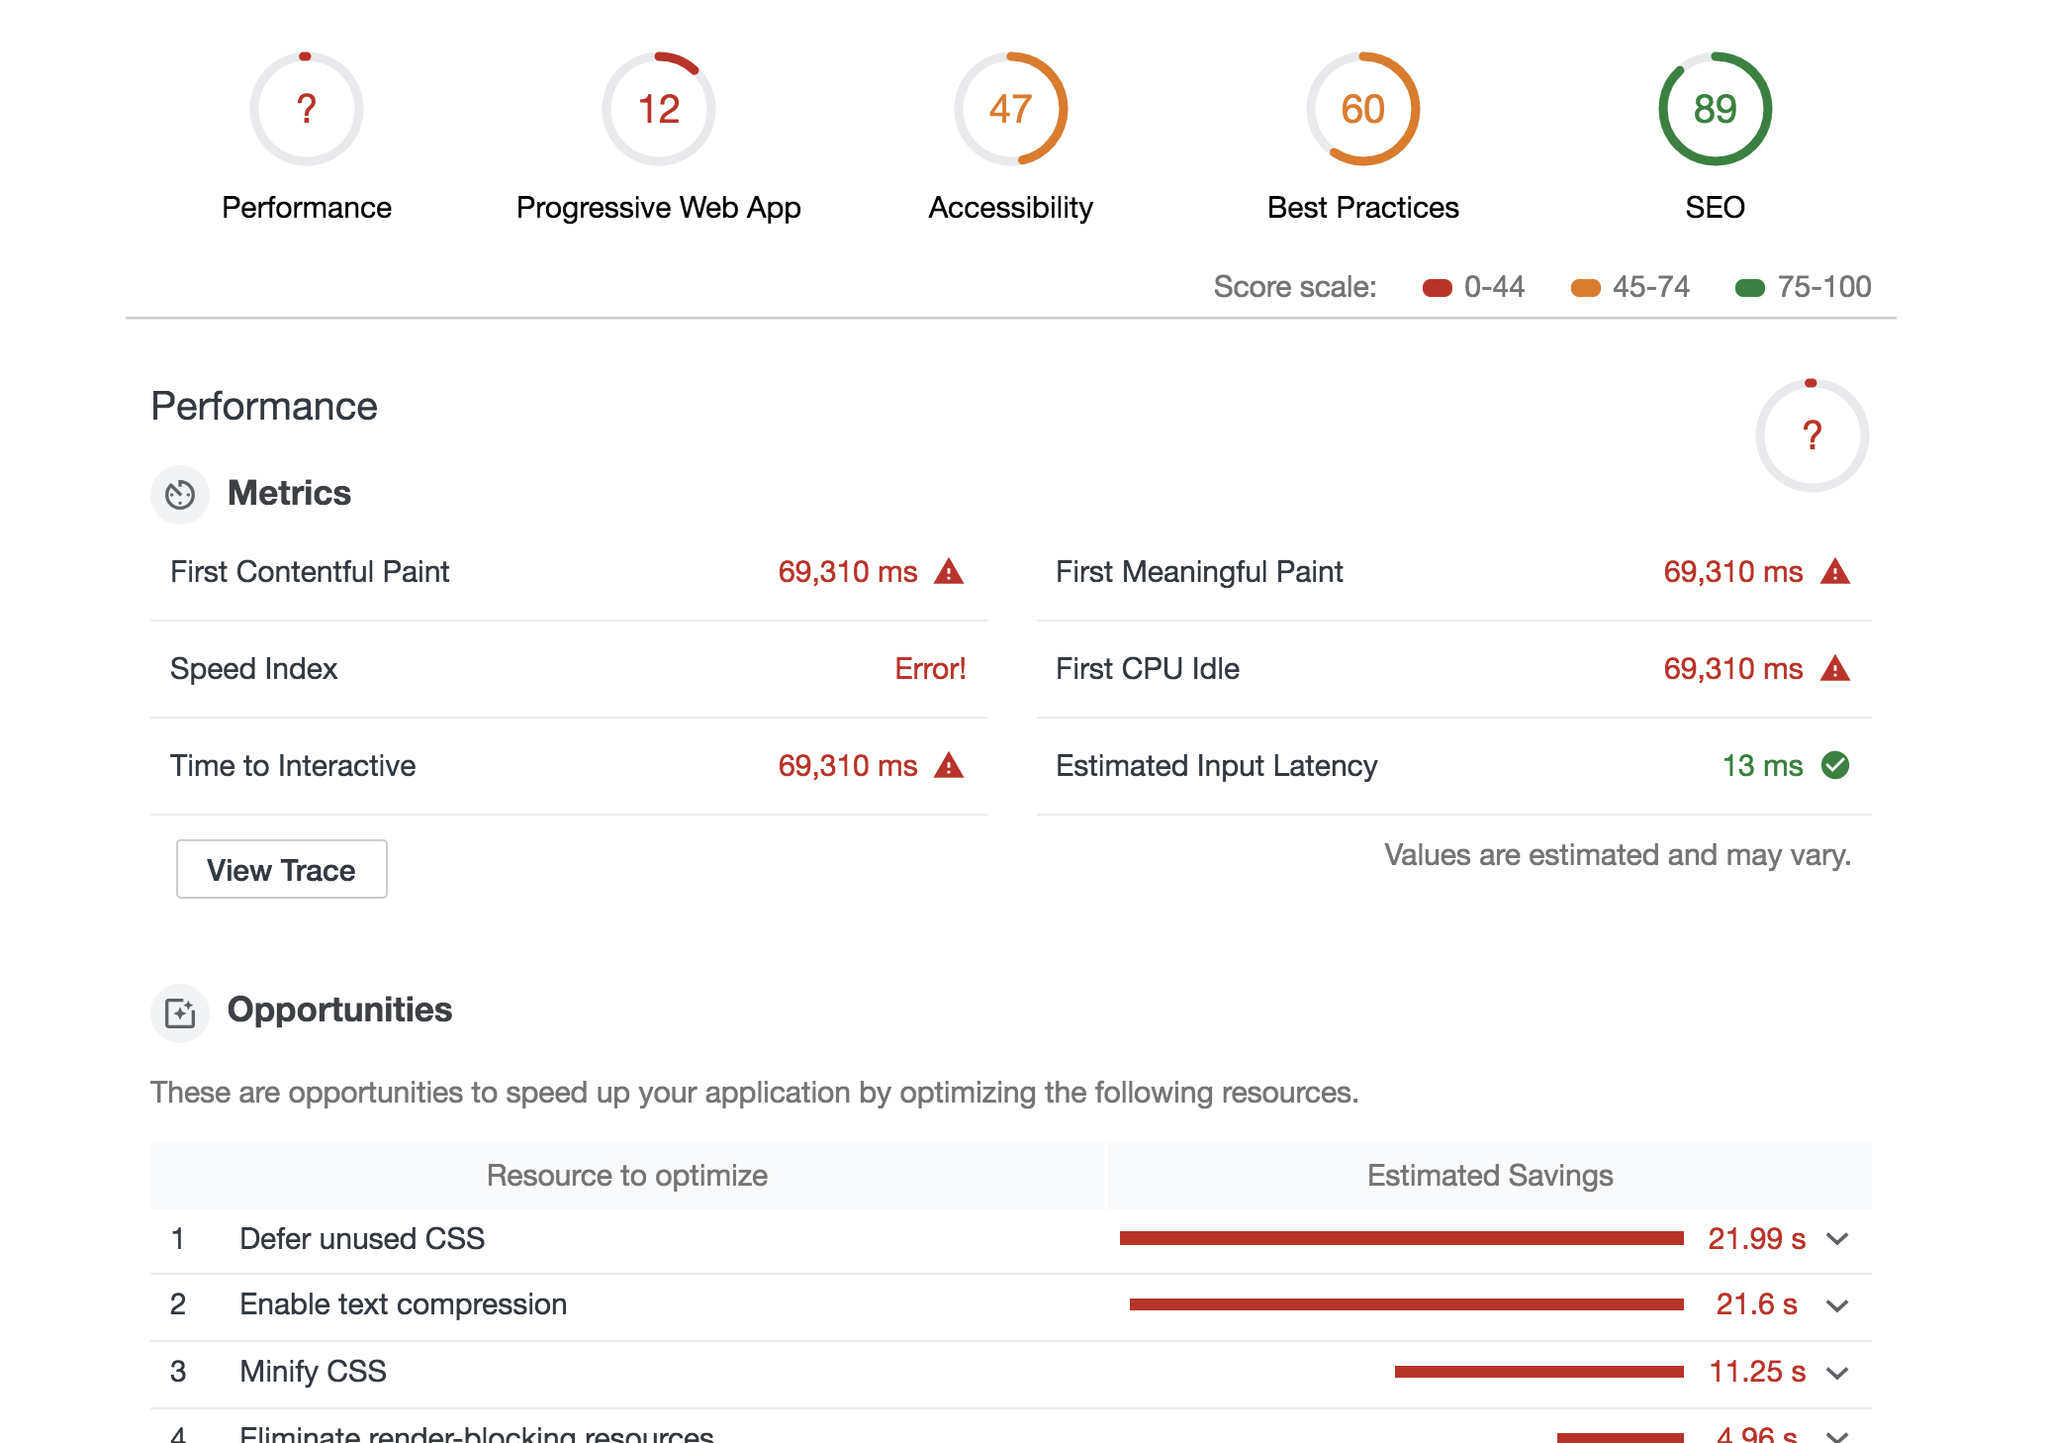 ? 12 47 60 89
Performance Progressive Web App Accessibility Best Practices SEO
Score scale: 0-44 45-74 75-100
Performance
?
Metrics
First Contentful Paint 69,310 ms
First Meaningful Paint 69,310 ms
Speed Index Error!
First CPU Idle 69,310 ms
Time to Interactive 69,310 ms
Estimated Input Latency 13 ms
View Trace
Values are estimated and may vary.
Opportunities
These are opportunities to speed up your application by optimizing the following resources.
Resource to optimize Estimated Savings
1 Defer unused CSS 21.99 s
2 Enable text compression 21.6 s
3 Minify CSS 11.25 s
4 Eliminate render-blocking resources 4.96 s